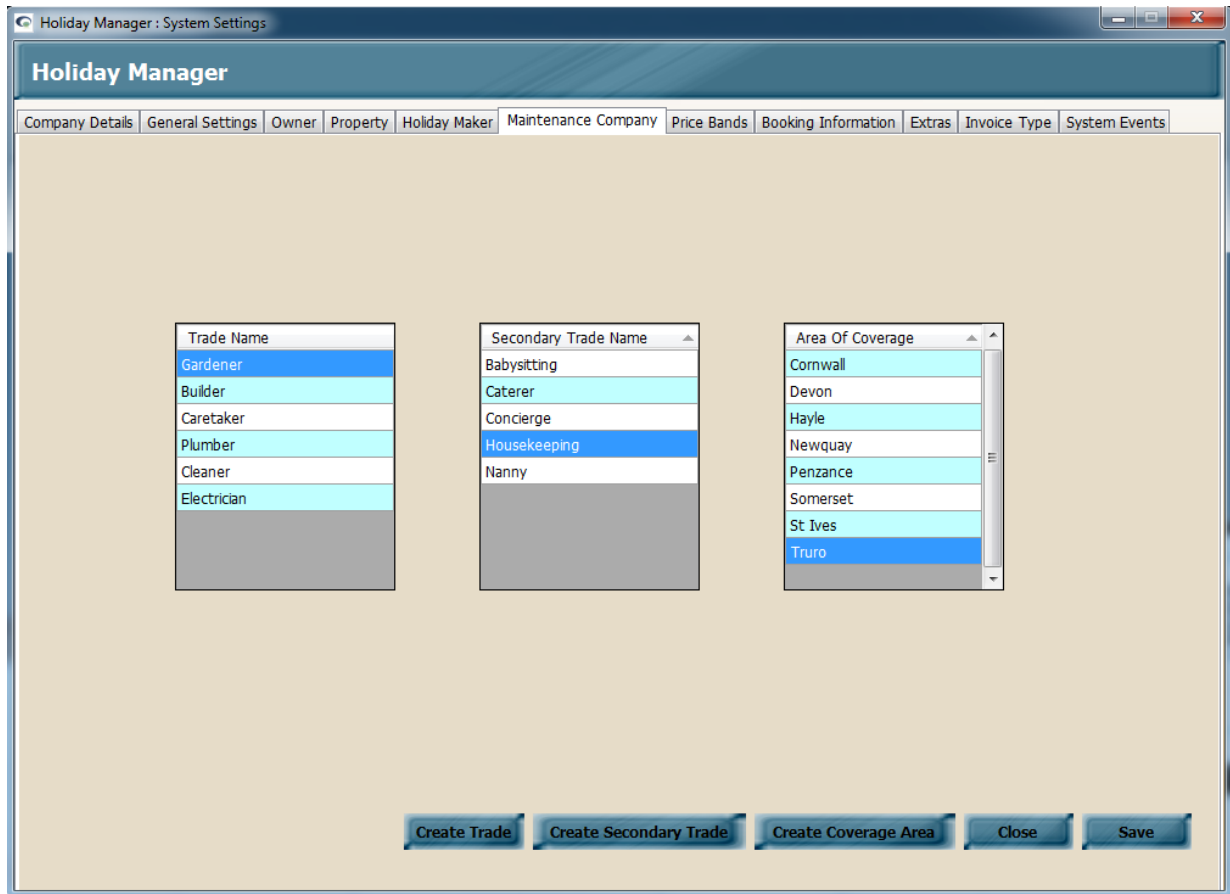 Holiday Manager : System Settings
Holiday Manager
Company Details General Settings Owner Property Holiday Maker Maintenance Company Price Bands Booking Information Extras Invoice Type System Events
Trade Name
Gardener
Builder
Caretaker
Plumber
Cleaner
Electrician
Secondary Trade Name
Babysitting
Caterer
Concierge
Housekeeping
Nanny
Area Of Coverage
Cornwall
Devon
Hayle
Newquay
Penzance
Somerset
St Ives
Truro
Create Trade Create Secondary Trade Create Coverage Area Close Save